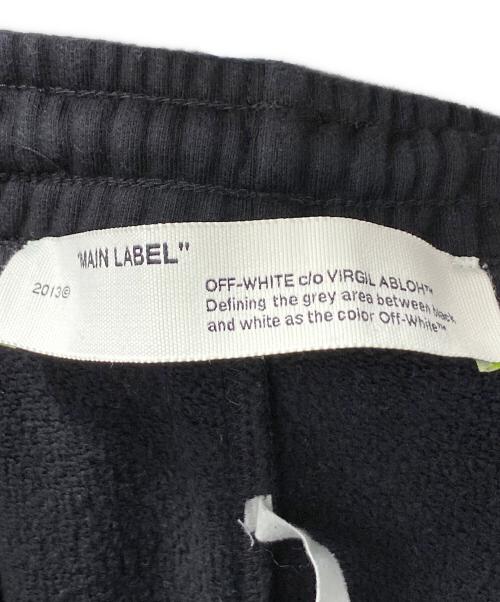 "MAIN LABEL"
2013©
OFF-WHITE c/o VIRGIL ABLOH™
Defining the grey area between black
and white as the color Off-White™